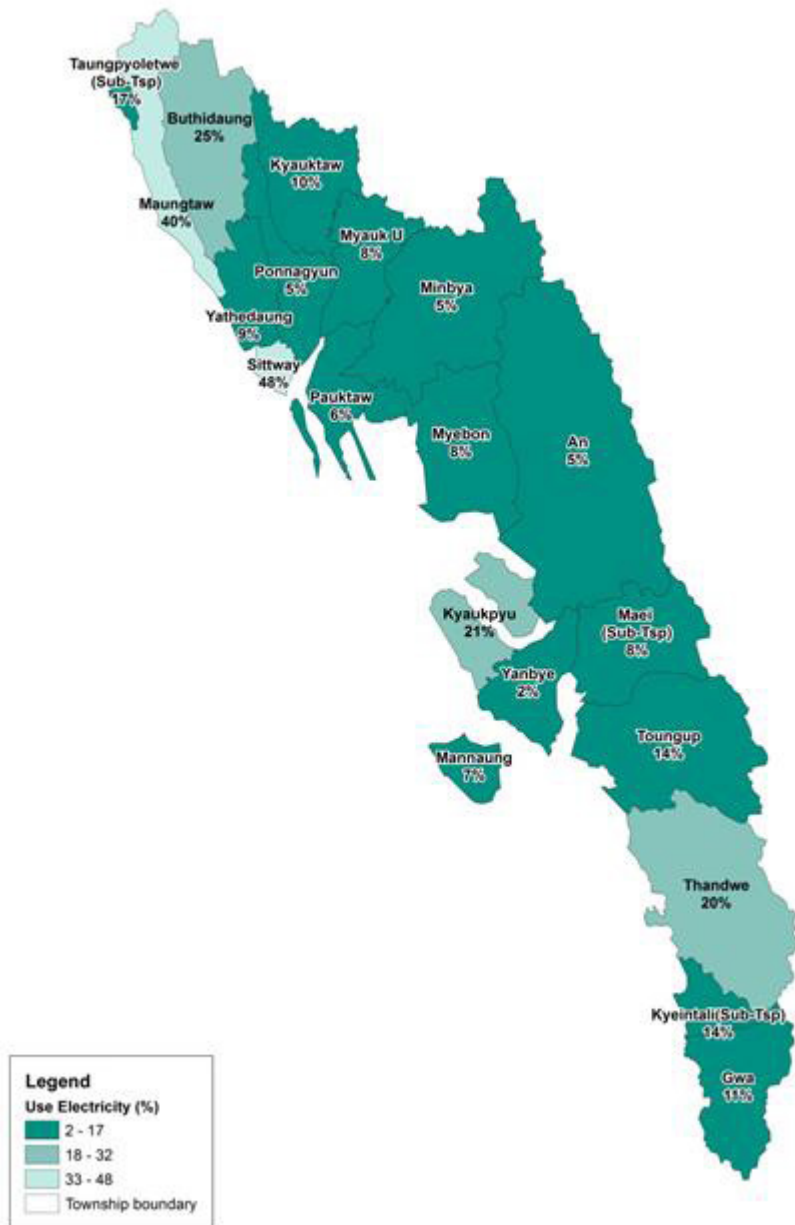 Taungpyoletwe
(Sub-Tsp)
17%
Buthidaung
25%
Kyauktaw
10%
Maungtaw
40%
Myauk U
8%
Ponnagyun
5%
Minbya
5%
Yathedaung
9%
Sittway
48%
Pauktaw
6%
Myebon
8%
An
5%
Kyaukpyu
21%
Maei
(Sub-Tsp)
8%
Yanbye
2%
Toungup
14%
Mannaung
7%
Thandwe
20%
Kyeintali(Sub-Tsp)
14%
Gwa
11%
Legend
Use Electricity (%)
2 - 17
18 - 32
33 - 48
Township boundary